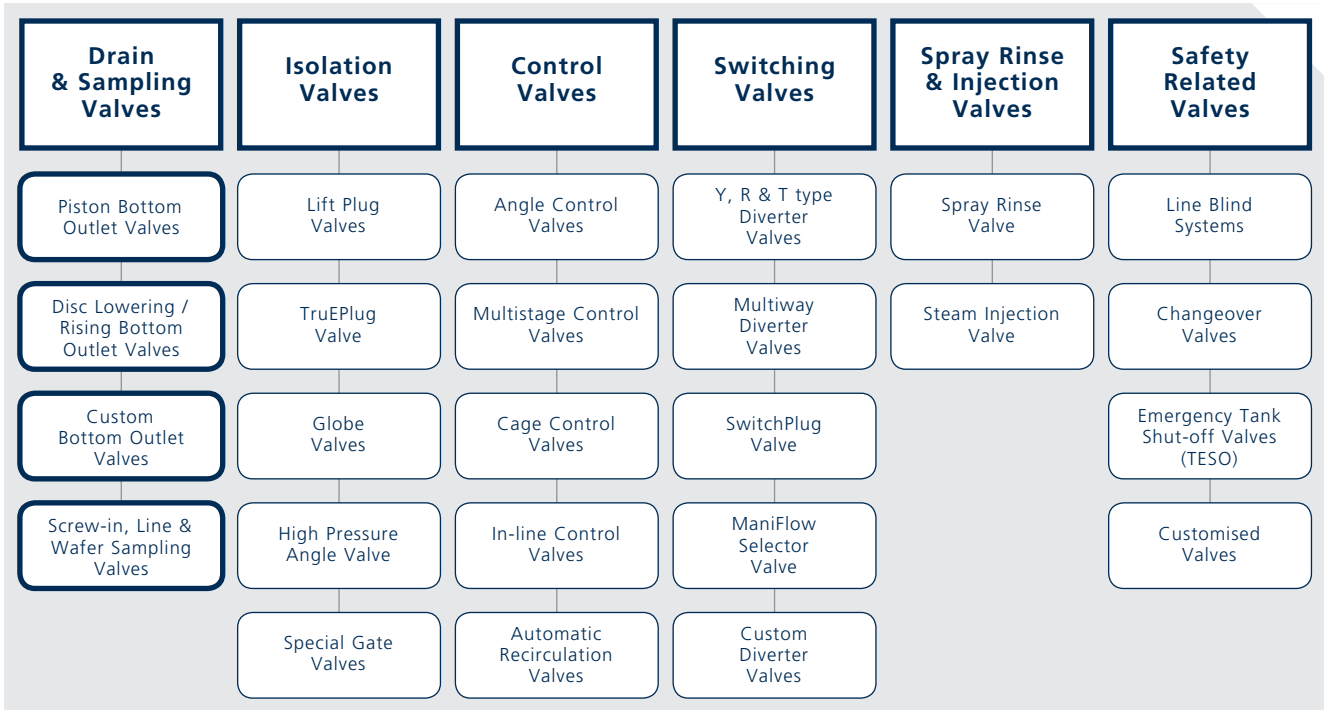 Drain
& Sampling
Valves
Piston Bottom
Outlet Valves
Disc Lowering /
Rising Bottom
Outlet Valves
Custom
Bottom Outlet
Valves
Screw-in, Line &
Wafer Sampling
Valves
Isolation
Valves
Lift Plug
Valves
TruEPlug
Valve
Globe
Valves
High Pressure
Angle Valve
Special Gate
Valves
Control
Valves
Angle Control
Valves
Multistage Control
Valves
Cage Control
Valves
In-line Control
Valves
Automatic
Recirculation
Valves
Switching
Valves
Y, R & T type
Diverter
Valves
Multiway
Diverter
Valves
SwitchPlug
Valve
ManiFlow
Selector
Valve
Custom
Diverter
Valves
Spray Rinse
& Injection
Valves
Spray Rinse
Valve
Steam Injection
Valve
Safety
Related
Valves
Line Blind
Systems
Changeover
Valves
Emergency Tank
Shut-off Valves
(TESO)
Customised
Valves